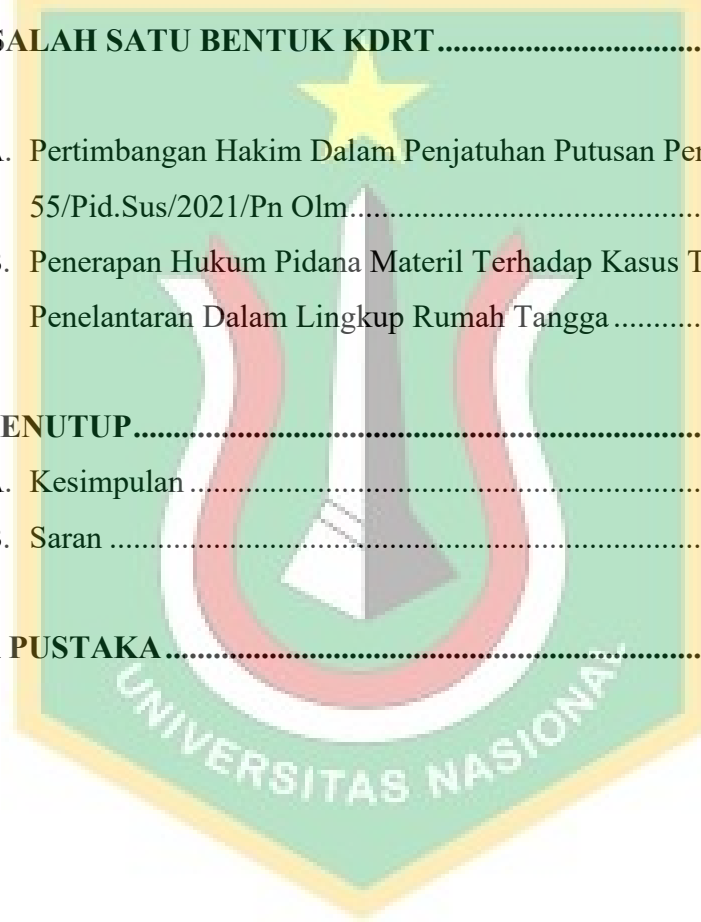 SALAH SATU BENTUK KDRT..............................
. Pertimbangan Hakim Dalam Penjatuhan Putusan
55/Pid.Sus/2021/Pn Olm..............................
. Penerapan Hukum Pidana Materil Terhadap Kasus
Penelantaran Dalam Lingkup Rumah Tangga..............
ENUTUP..............................
. Kesimpulan..............................
. Saran..............................
PUSTAKA..............................
UNIVERSITAS NASIONAL